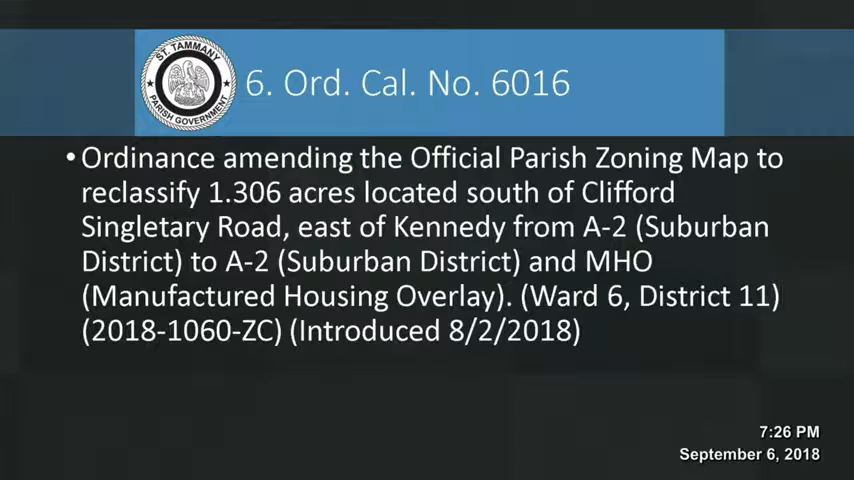 ST. TAMMANY
PARISH GOVERNMENT
6. Ord. Cal. No. 6016
• Ordinance amending the Official Parish Zoning Map to
reclassify 1.306 acres located south of Clifford
Singletary Road, east of Kennedy from A-2 (Suburban
District) to A-2 (Suburban District) and MHO
(Manufactured Housing Overlay). (Ward 6, District 11)
(2018-1060-ZC) (Introduced 8/2/2018)
7:26 PM
September 6, 2018